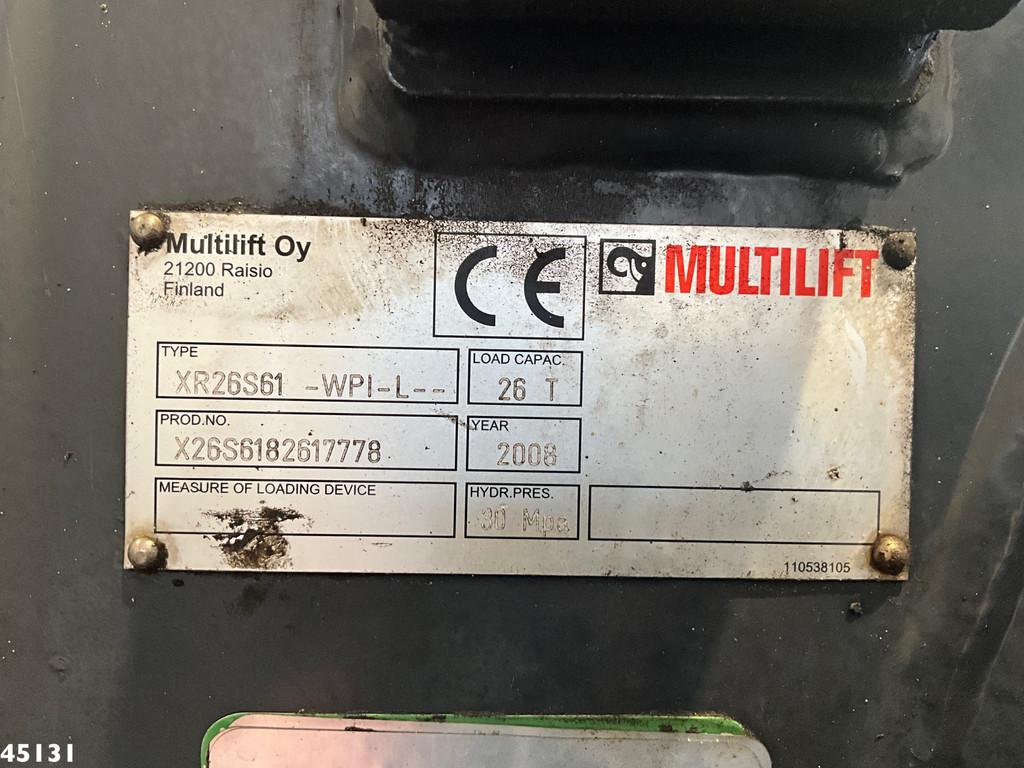 Multilift Oy
21200 Raisio
Finland
CE
MULTILIFT
TYPE
XR26S61 -WPI-L--
LOAD CAPAC.
26 T
PROD.NO.
X26S6182617778
YEAR
2008
MEASURE OF LOADING DEVICE
HYDR.PRES.
30 Mpa
110538105
45131